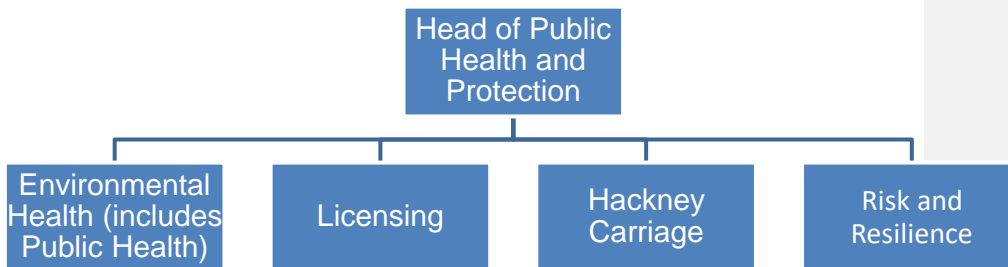 Head of Public
Health and
Protection
Environmental
Health (includes
Public Health)
Licensing
Hackney
Carriage
Risk and
Resilience